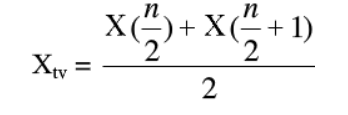 X_tv = (X(n/2) + X(n/2 + 1)) / 2